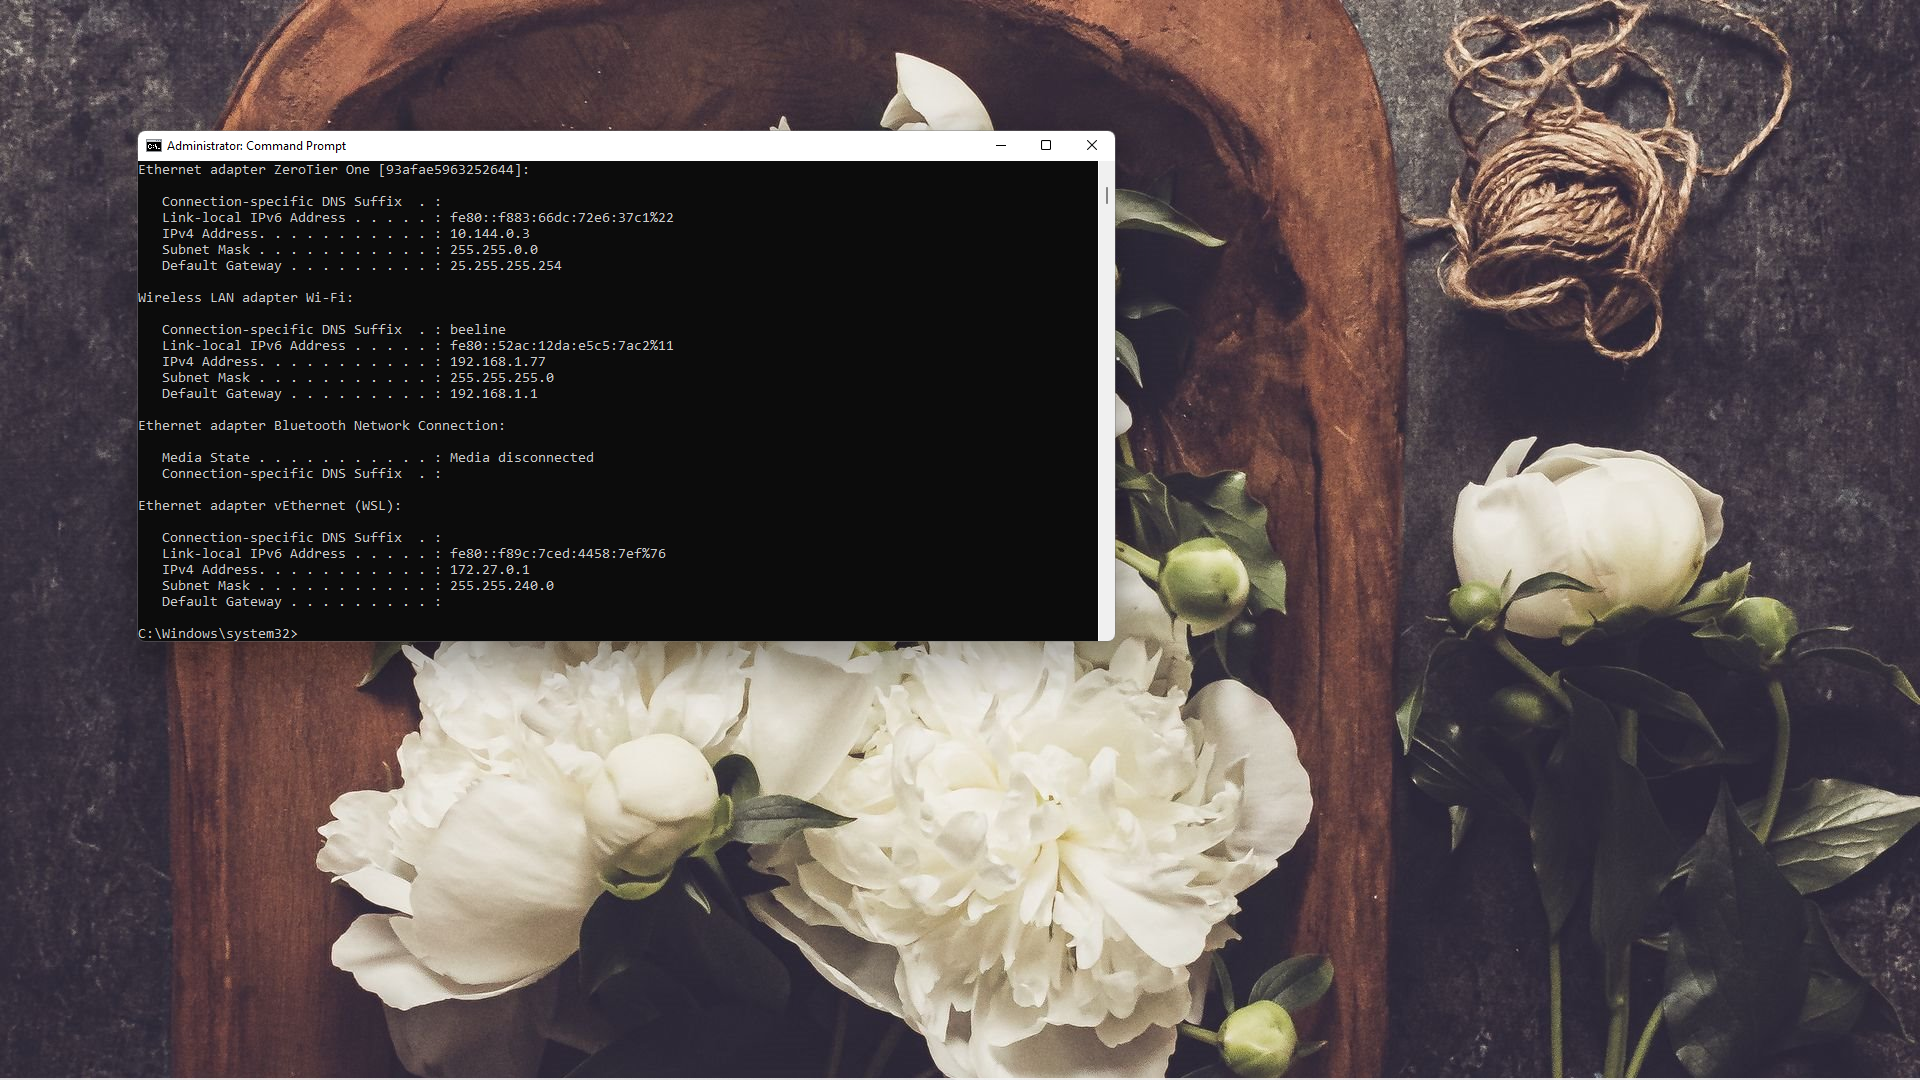 Administrator: Command Prompt
Ethernet adapter ZeroTier One [93afae5963252644]:
Connection-specific DNS Suffix  . :
Link-local IPv6 Address . . . . . : fe80::f883:66dc:72e6:37c1%22
IPv4 Address. . . . . . . . . . . : 10.144.0.3
Subnet Mask . . . . . . . . . . . : 255.255.0.0
Default Gateway . . . . . . . . . : 25.255.255.254
Wireless LAN adapter Wi-Fi:
Connection-specific DNS Suffix  . : beeline
Link-local IPv6 Address . . . . . : fe80::52ac:12da:e5c5:7ac2%11
IPv4 Address. . . . . . . . . . . : 192.168.1.77
Subnet Mask . . . . . . . . . . . : 255.255.255.0
Default Gateway . . . . . . . . . : 192.168.1.1
Ethernet adapter Bluetooth Network Connection:
Media State . . . . . . . . . . . : Media disconnected
Connection-specific DNS Suffix  . :
Ethernet adapter vEthernet (WSL):
Connection-specific DNS Suffix  . :
Link-local IPv6 Address . . . . . : fe80::f89c:7ced:4458:7ef%76
IPv4 Address. . . . . . . . . . . : 172.27.0.1
Subnet Mask . . . . . . . . . . . : 255.255.240.0
Default Gateway . . . . . . . . . :
C:\Windows\system32>